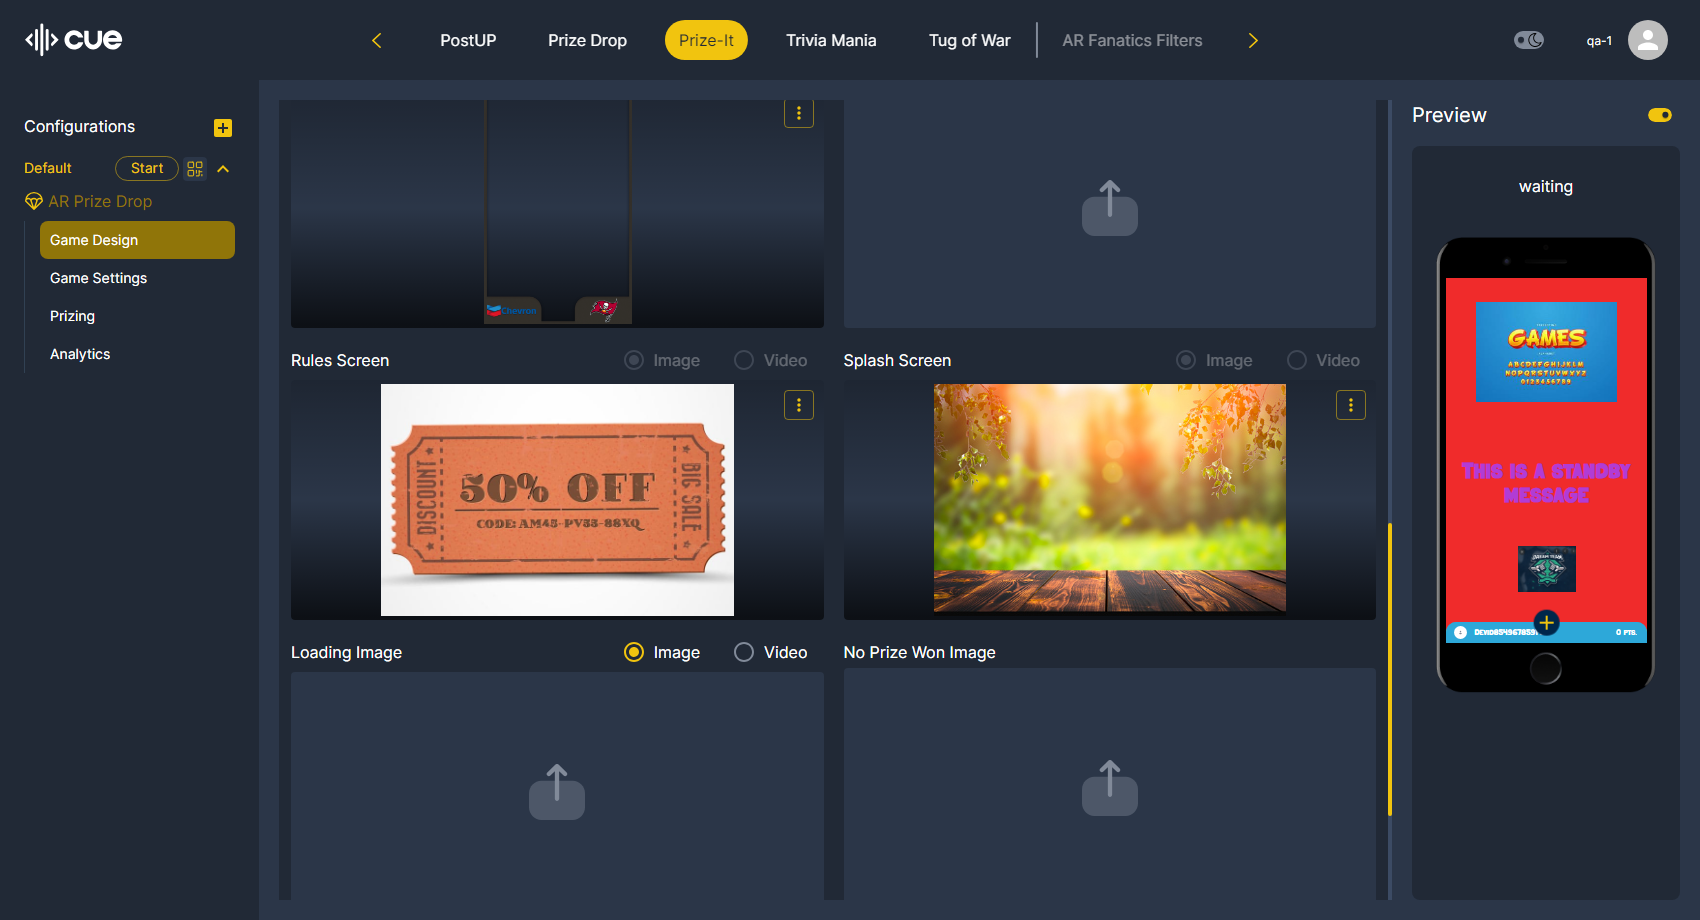 cue
PostUP
Prize Drop
Prize-It
Trivia Mania
Tug of War
AR Fanatics Filters
qa-1
Configurations
Default
Start
AR Prize Drop
Game Design
Game Settings
Prizing
Analytics
Chevron
Rules Screen
Image
Video
Splash Screen
Image
Video
DISCOUNT
50% OFF
CODE: AM45-PV55-88XQ
BIG SALE
Loading Image
Image
Video
No Prize Won Image
Preview
waiting
GAMES
ABCDEFGHIJKLM
NOPQRSTUVWXYZ
0123456789
THIS IS A STANDBY
MESSAGE
0 PTS.